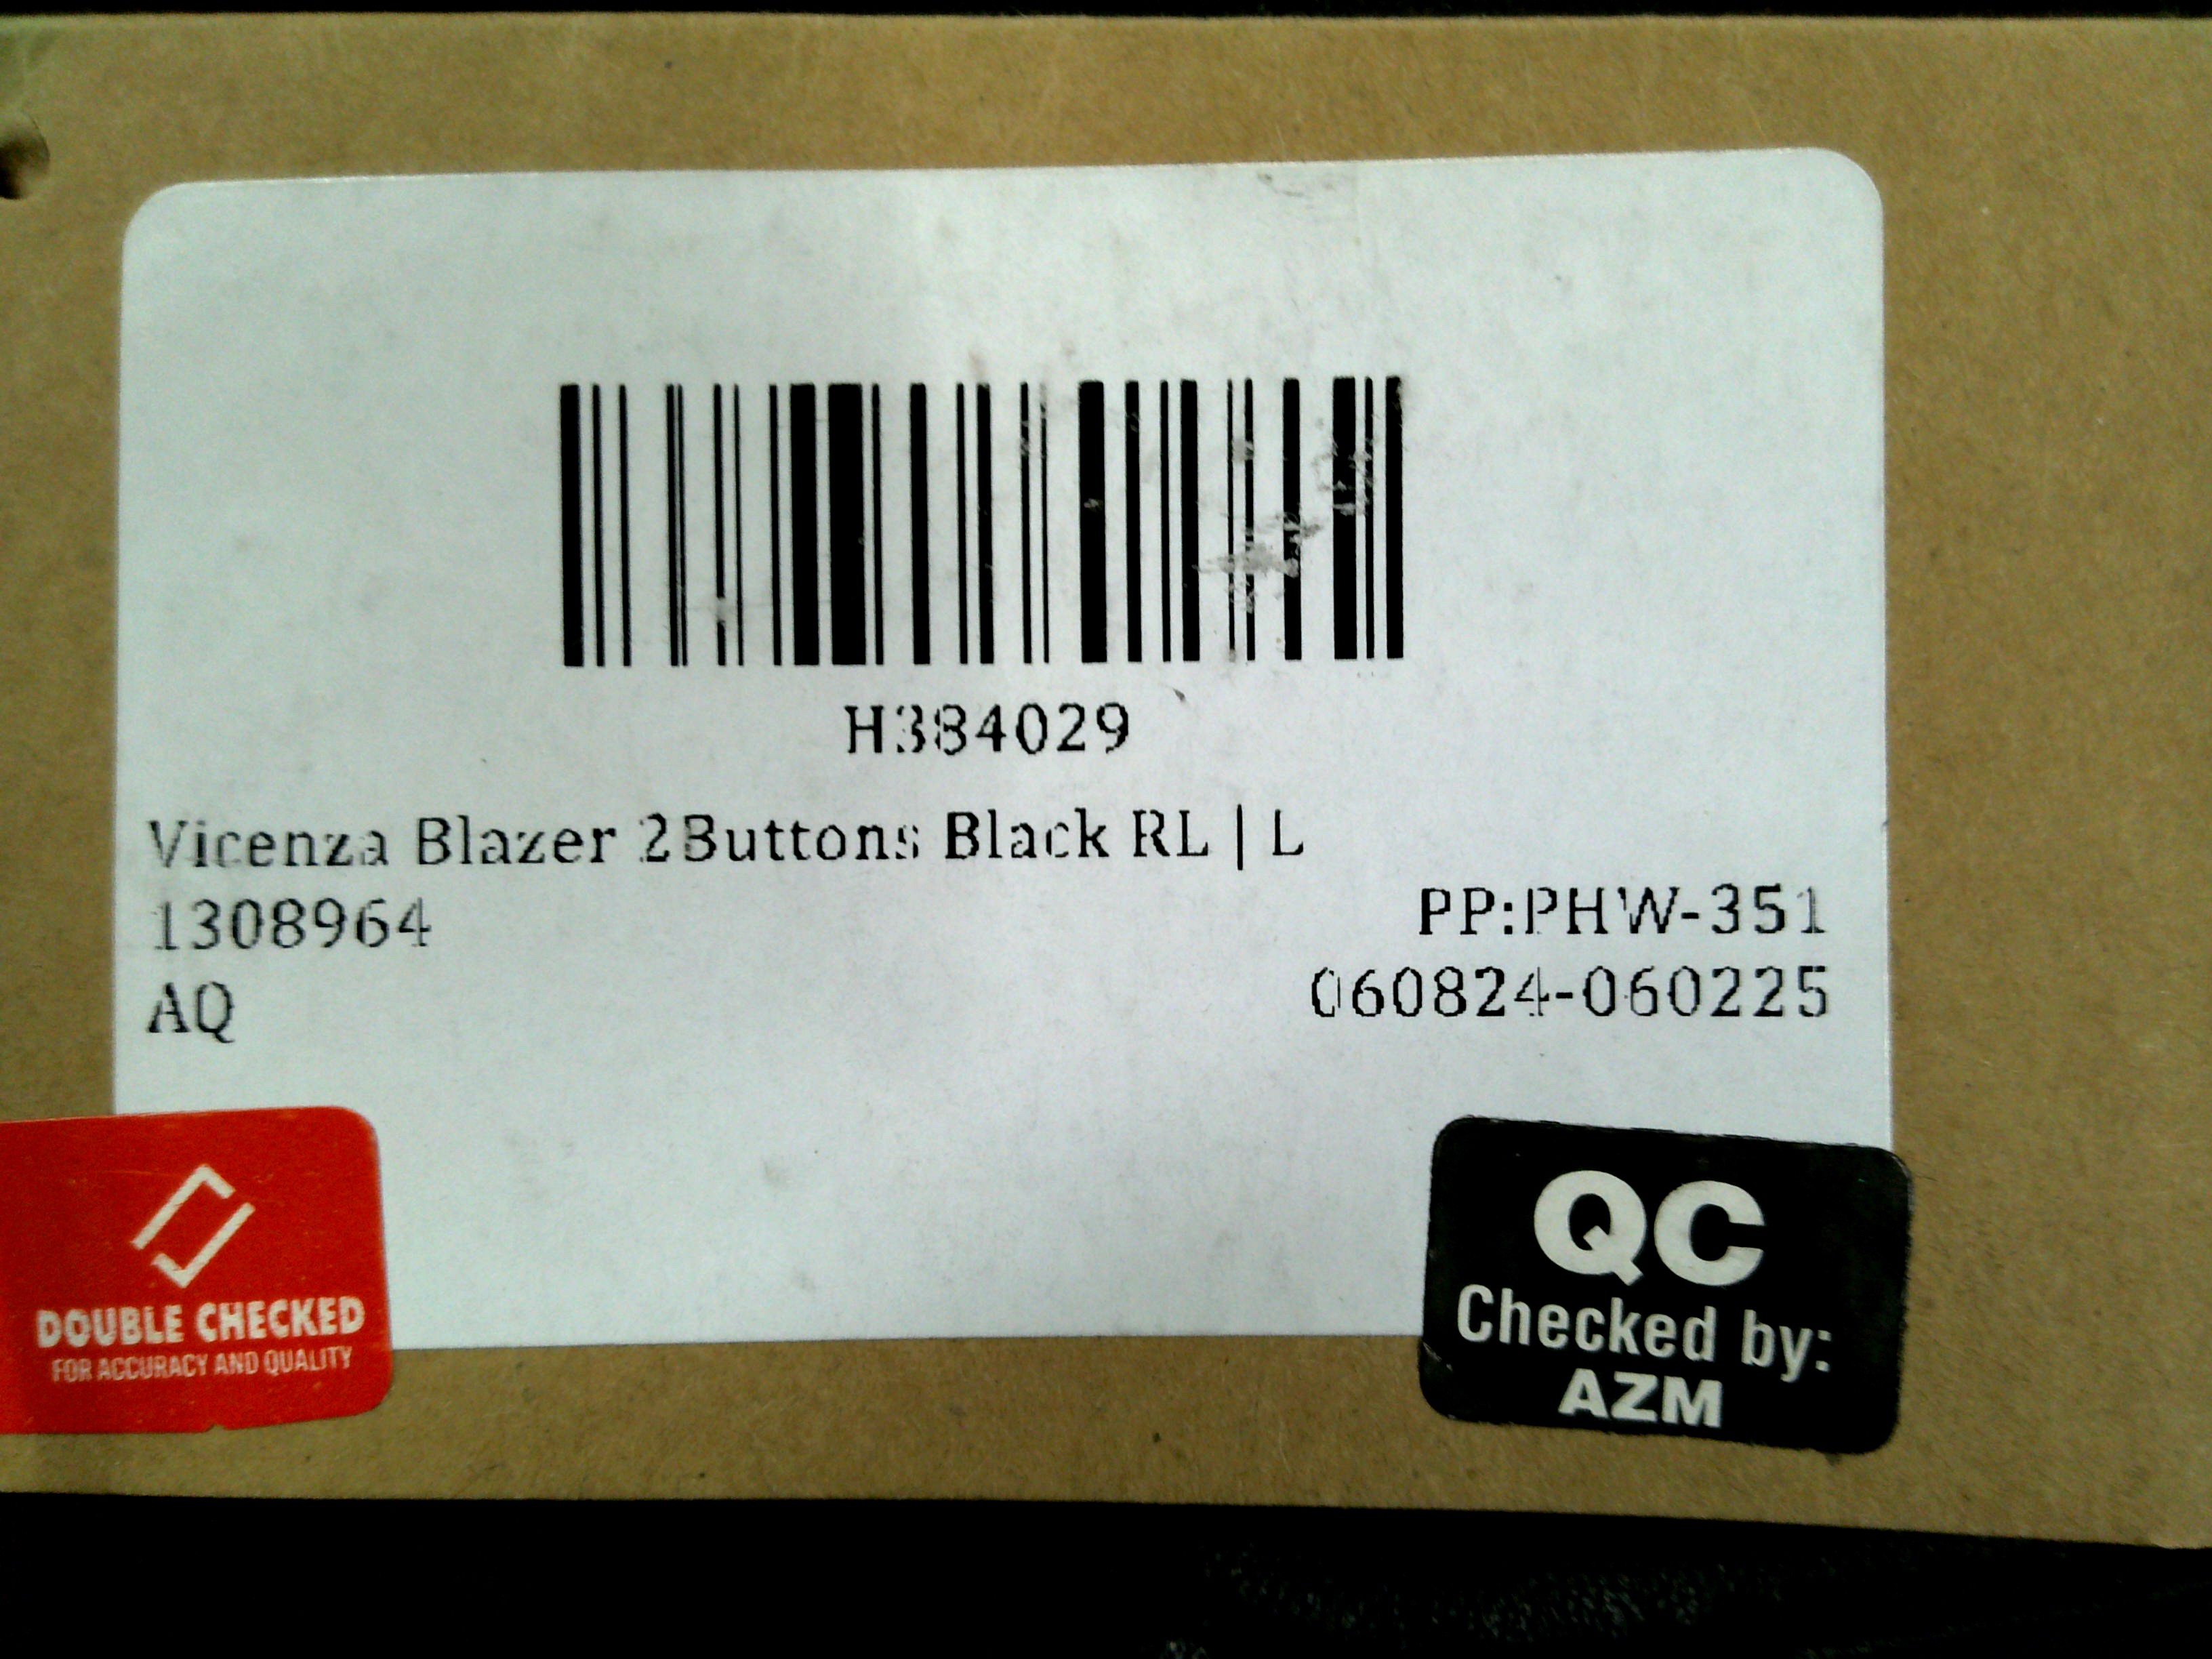 H384029
Vicenza Blazer 2Buttons Black RL | L
1308964
PP:PHW-351
AQ
060824-060225
DOUBLE CHECKED
FOR ACCURACY AND QUALITY
QC
Checked by:
AZM